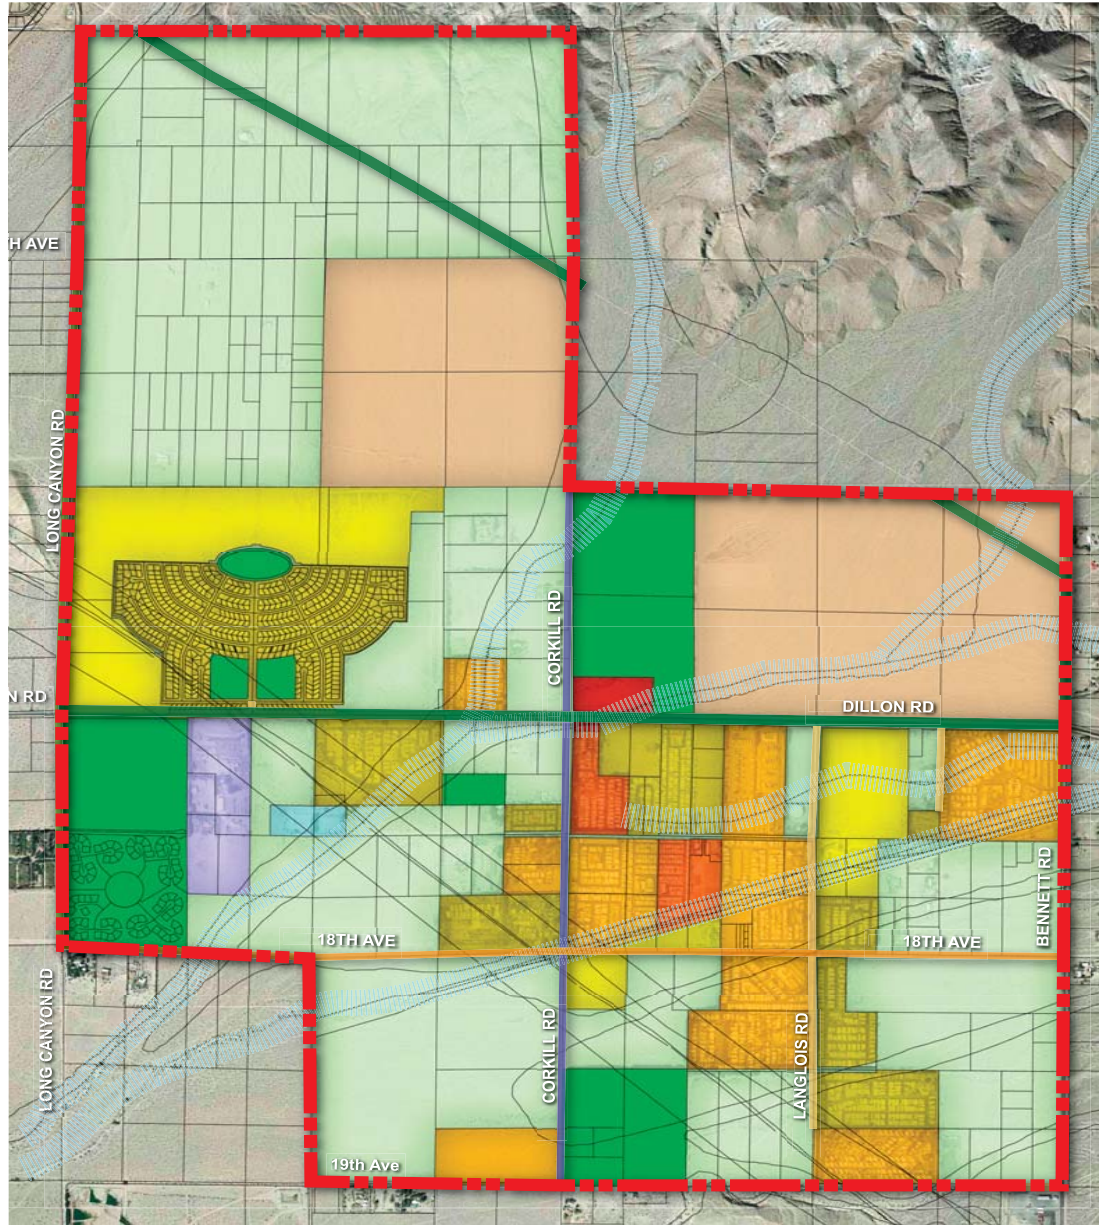 H AVE
LONG CANYON RD
CORKILL RD
N RD
DILLON RD
BENNETT RD
18TH AVE
18TH AVE
LONG CANYON RD
CORKILL RD
LANGLOIS RD
19th Ave